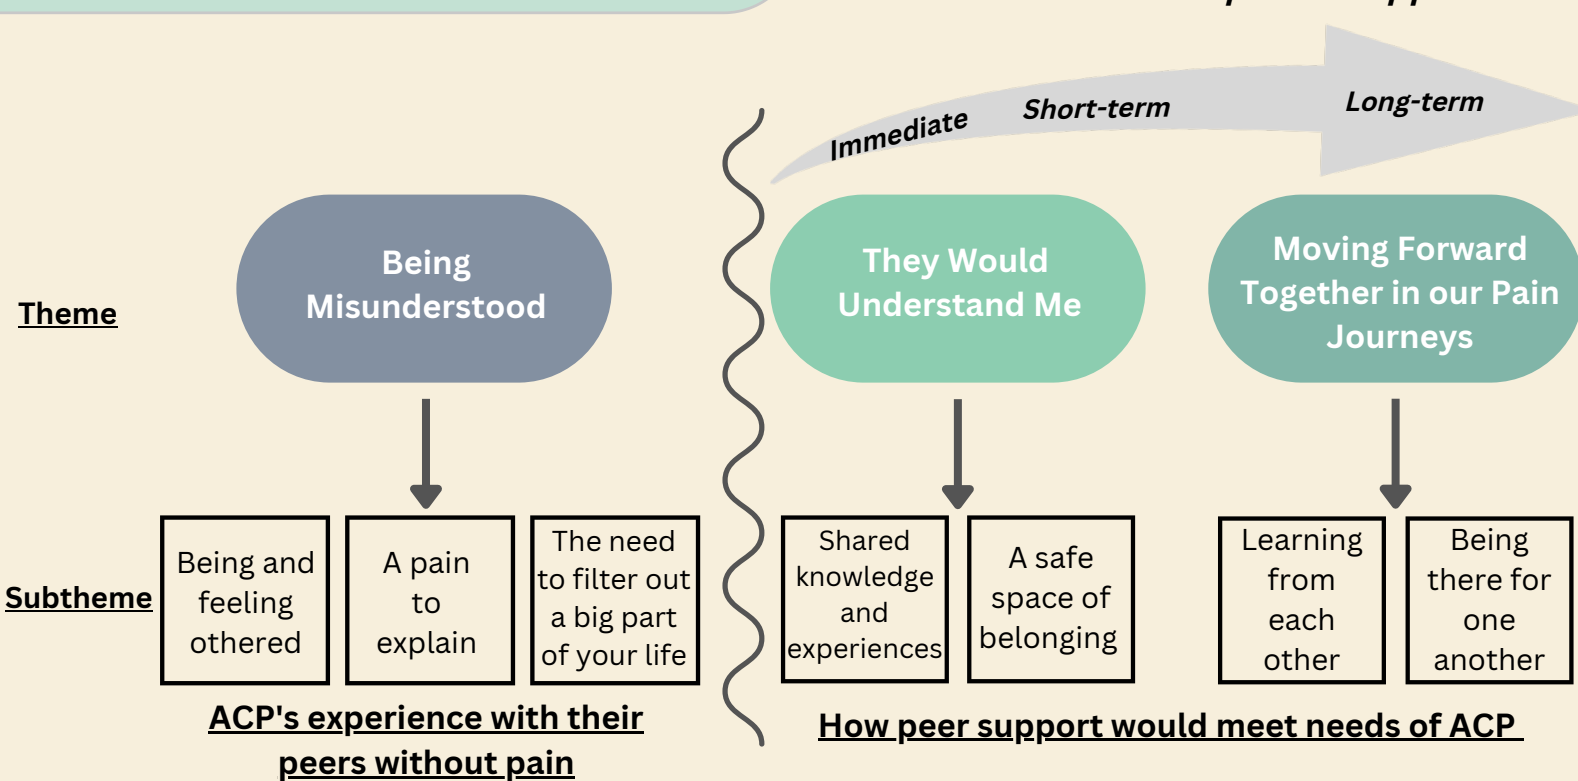 Immediate
Short-term
Long-term
Theme
Being
Misunderstood
They Would
Understand Me
Moving Forward
Together in our Pain
Journeys
Subtheme
Being and
feeling
othered
A pain
to
explain
The need
to filter out
a big part
of your life
Shared
knowledge
and
experiences
A safe
space of
belonging
Learning
from
each
other
Being
there for
one
another
ACP's experience with their
peers without pain
How peer support would meet needs of ACP